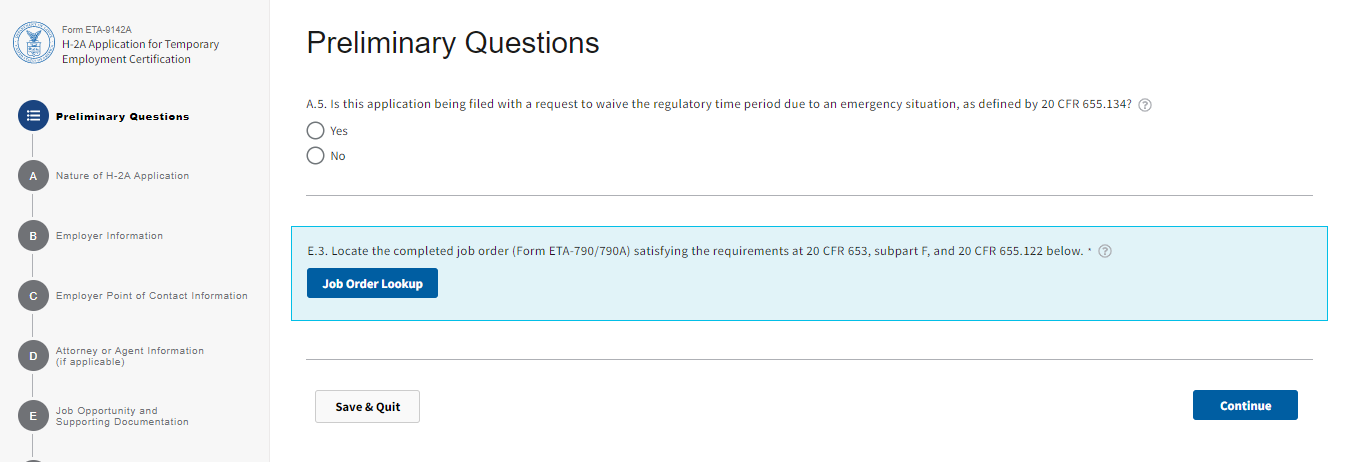 Form ETA-9142A
H-2A Application for Temporary
Employment Certification
Preliminary Questions
A
Nature of H-2A Application
B
Employer Information
C
Employer Point of Contact Information
D
Attorney or Agent Information
(if applicable)
E
Job Opportunity and
Supporting Documentation
Preliminary Questions
A.5. Is this application being filed with a request to waive the regulatory time period due to an emergency situation, as defined by 20 CFR 655.134? ?
Yes
No
E.3. Locate the completed job order (Form ETA-790/790A) satisfying the requirements at 20 CFR 653, subpart F, and 20 CFR 655.122 below. * ?
Job Order Lookup
Save & Quit
Continue